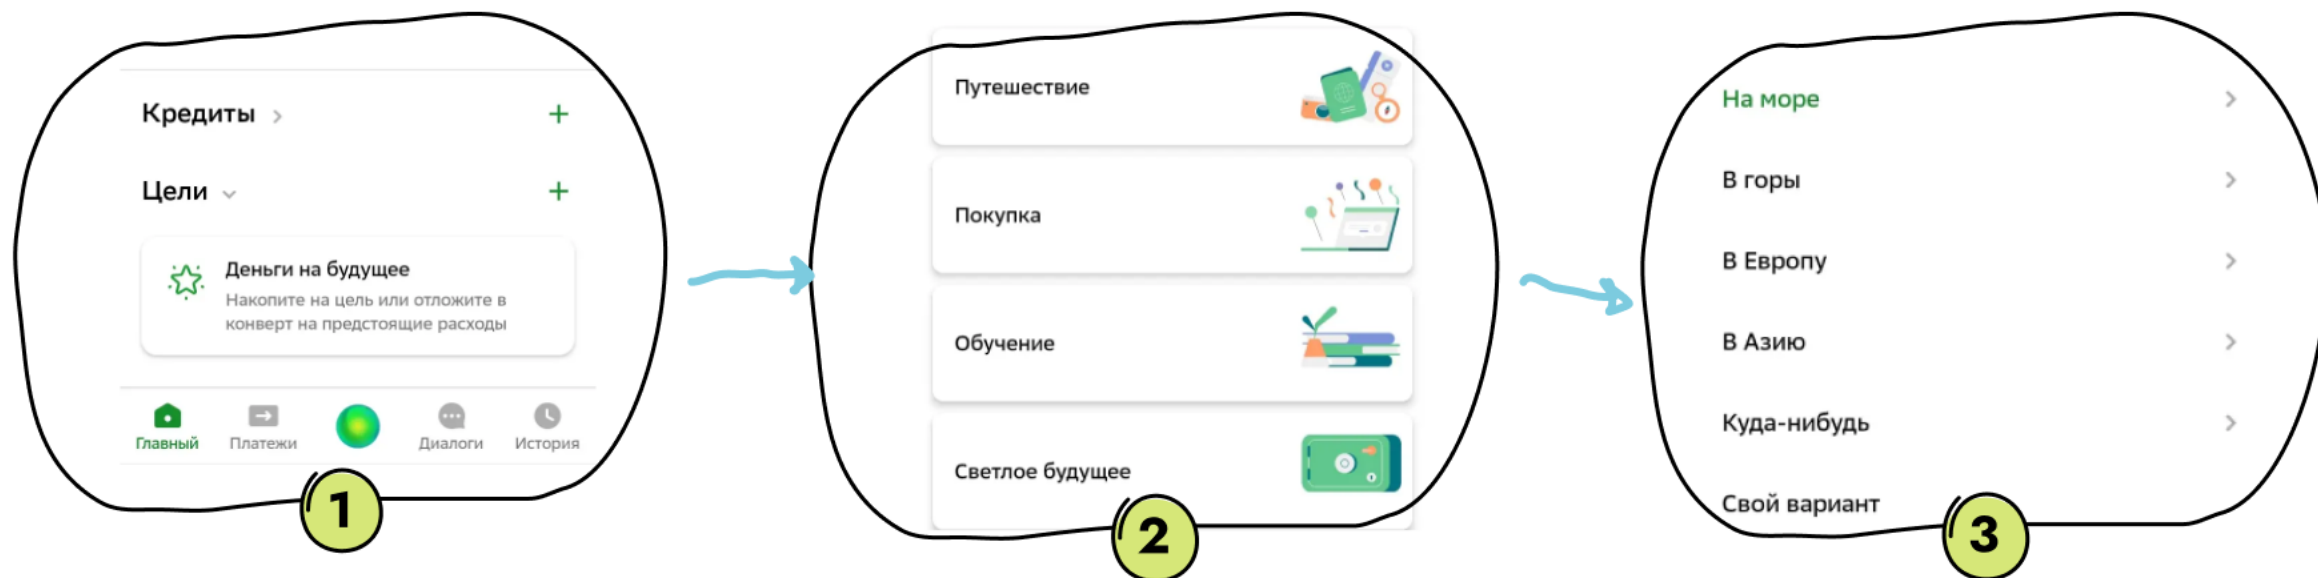 Кредиты
Цели
Деньги на будущее
Накопите на цель или отложите в
конверт на предстоящие расходы
Главный Платежи Диалоги История
1
Путешествие
Покупка
Обучение
Светлое будущее
2
На море
В горы
В Европу
В Азию
Куда-нибудь
Свой вариант
3